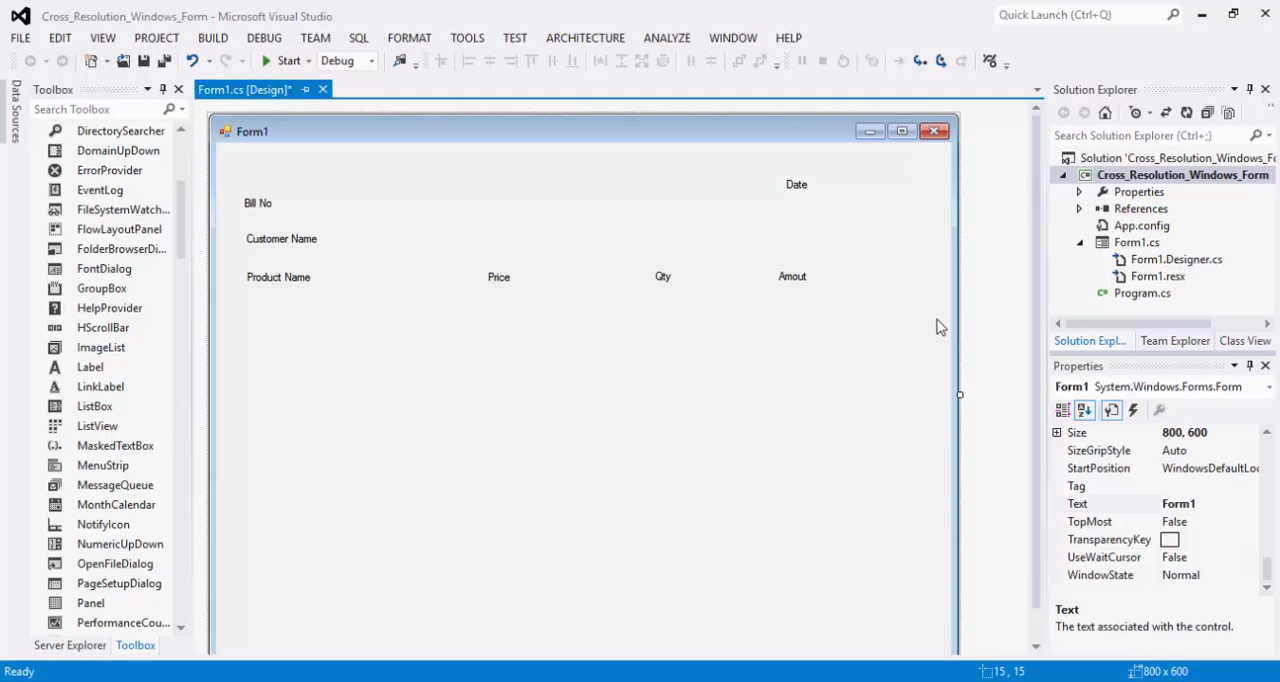 Cross_Resolution_Windows_Form - Microsoft Visual Studio
Quick Launch (Ctrl+Q)
FILE EDIT VIEW PROJECT BUILD DEBUG TEAM SQL FORMAT TOOLS TEST ARCHITECTURE ANALYZE WINDOW HELP
Start Debug
Data Sources
Toolbox
Search Toolbox
DirectorySearcher
DomainUpDown
ErrorProvider
EventLog
FileSystemWatch...
FlowLayoutPanel
FolderBrowserDi...
FontDialog
GroupBox
HelpProvider
HScrollBar
ImageList
Label
LinkLabel
ListBox
ListView
MaskedTextBox
MenuStrip
MessageQueue
MonthCalendar
NotifyIcon
NumericUpDown
OpenFileDialog
PageSetupDialog
Panel
PerformanceCou...
Server Explorer Toolbox
Form1.cs [Design]*
Form1
Date
Bill No
Customer Name
Product Name Price Qty Amout
Solution Explorer
Search Solution Explorer (Ctrl+;)
Solution 'Cross_Resolution_Windows_Fo
Cross_Resolution_Windows_Form
Properties
References
App.config
Form1.cs
Form1.Designer.cs
Form1.resx
Program.cs
Solution Expl... Team Explorer Class View
Properties
Form1 System.Windows.Forms.Form
Size 800, 600
SizeGripStyle Auto
StartPosition WindowsDefaultLoc
Tag
Text Form1
TopMost False
TransparencyKey
UseWaitCursor False
WindowState Normal
Text
The text associated with the control.
Ready 15 , 15 800 x 600